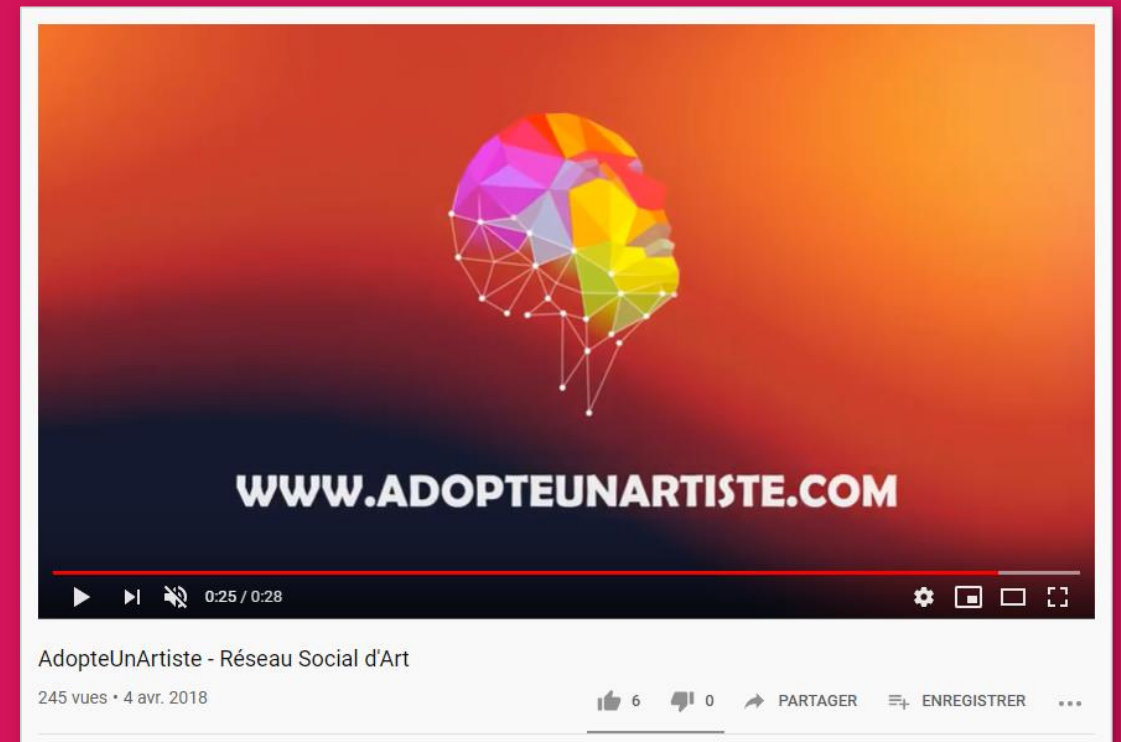 WWW.ADOPTEUNARTISTE.COM
0:25 / 0:28
AdopteUnArtiste - Réseau Social d'Art
245 vues • 4 avr. 2018
6 0 PARTAGER ENREGISTRER